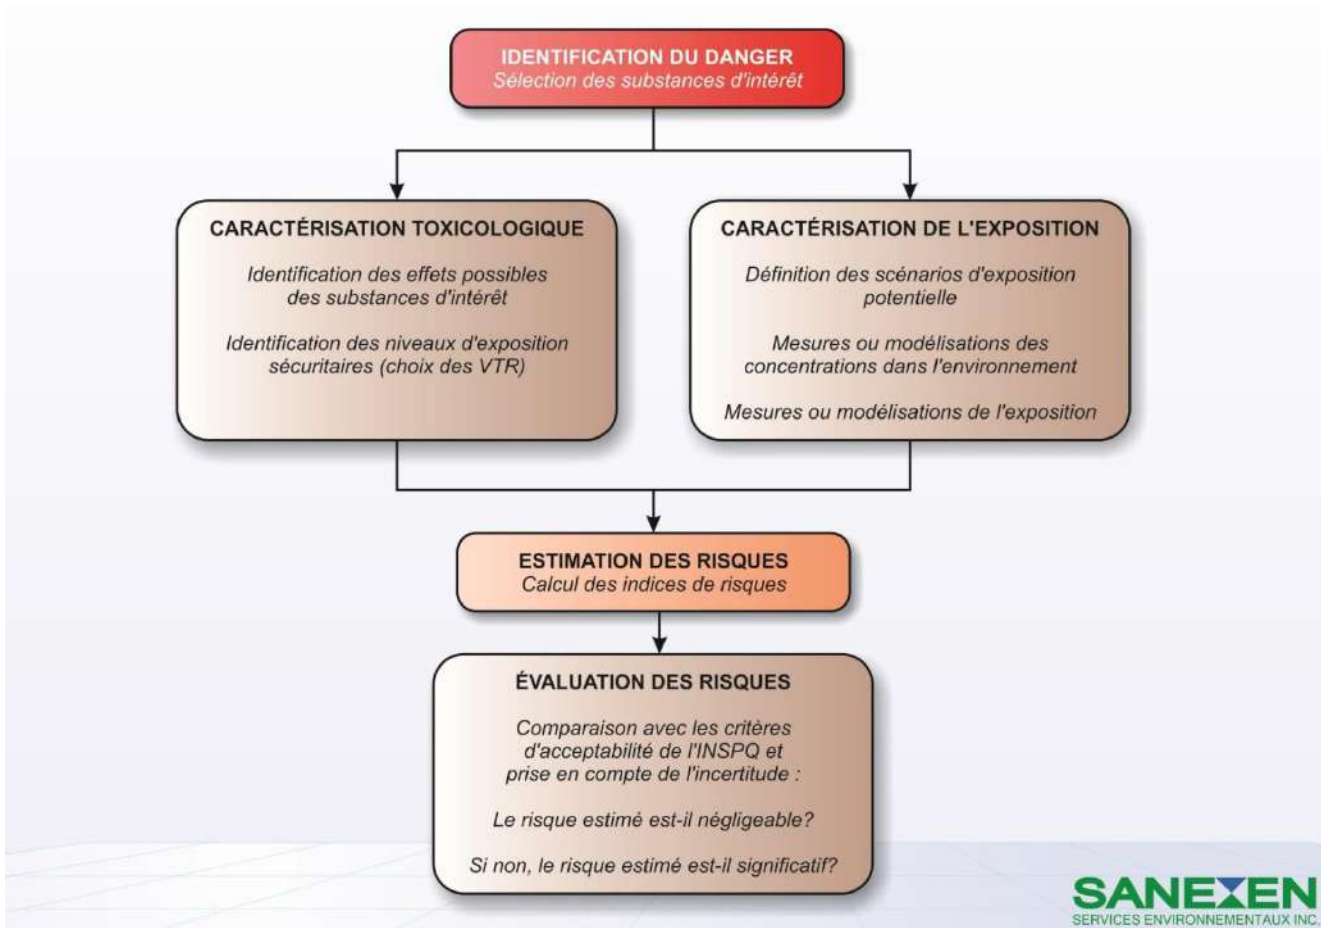 IDENTIFICATION DU DANGER
Sélection des substances d'intérêt
CARACTÉRISATION TOXICOLOGIQUE
Identification des effets possibles
des substances d'intérêt
Identification des niveaux d'exposition
sécuritaires (choix des VTR)
CARACTÉRISATION DE L'EXPOSITION
Définition des scénarios d'exposition
potentielle
Mesures ou modélisations des
concentrations dans l'environnement
Mesures ou modélisations de l'exposition
ESTIMATION DES RISQUES
Calcul des indices de risques
ÉVALUATION DES RISQUES
Comparaison avec les critères
d'acceptabilité de l'INSPQ et
prise en compte de l'incertitude :
Le risque estimé est-il négligeable?
Si non, le risque estimé est-il significatif?
SANEXEN
SERVICES ENVIRONNEMENTAUX INC.